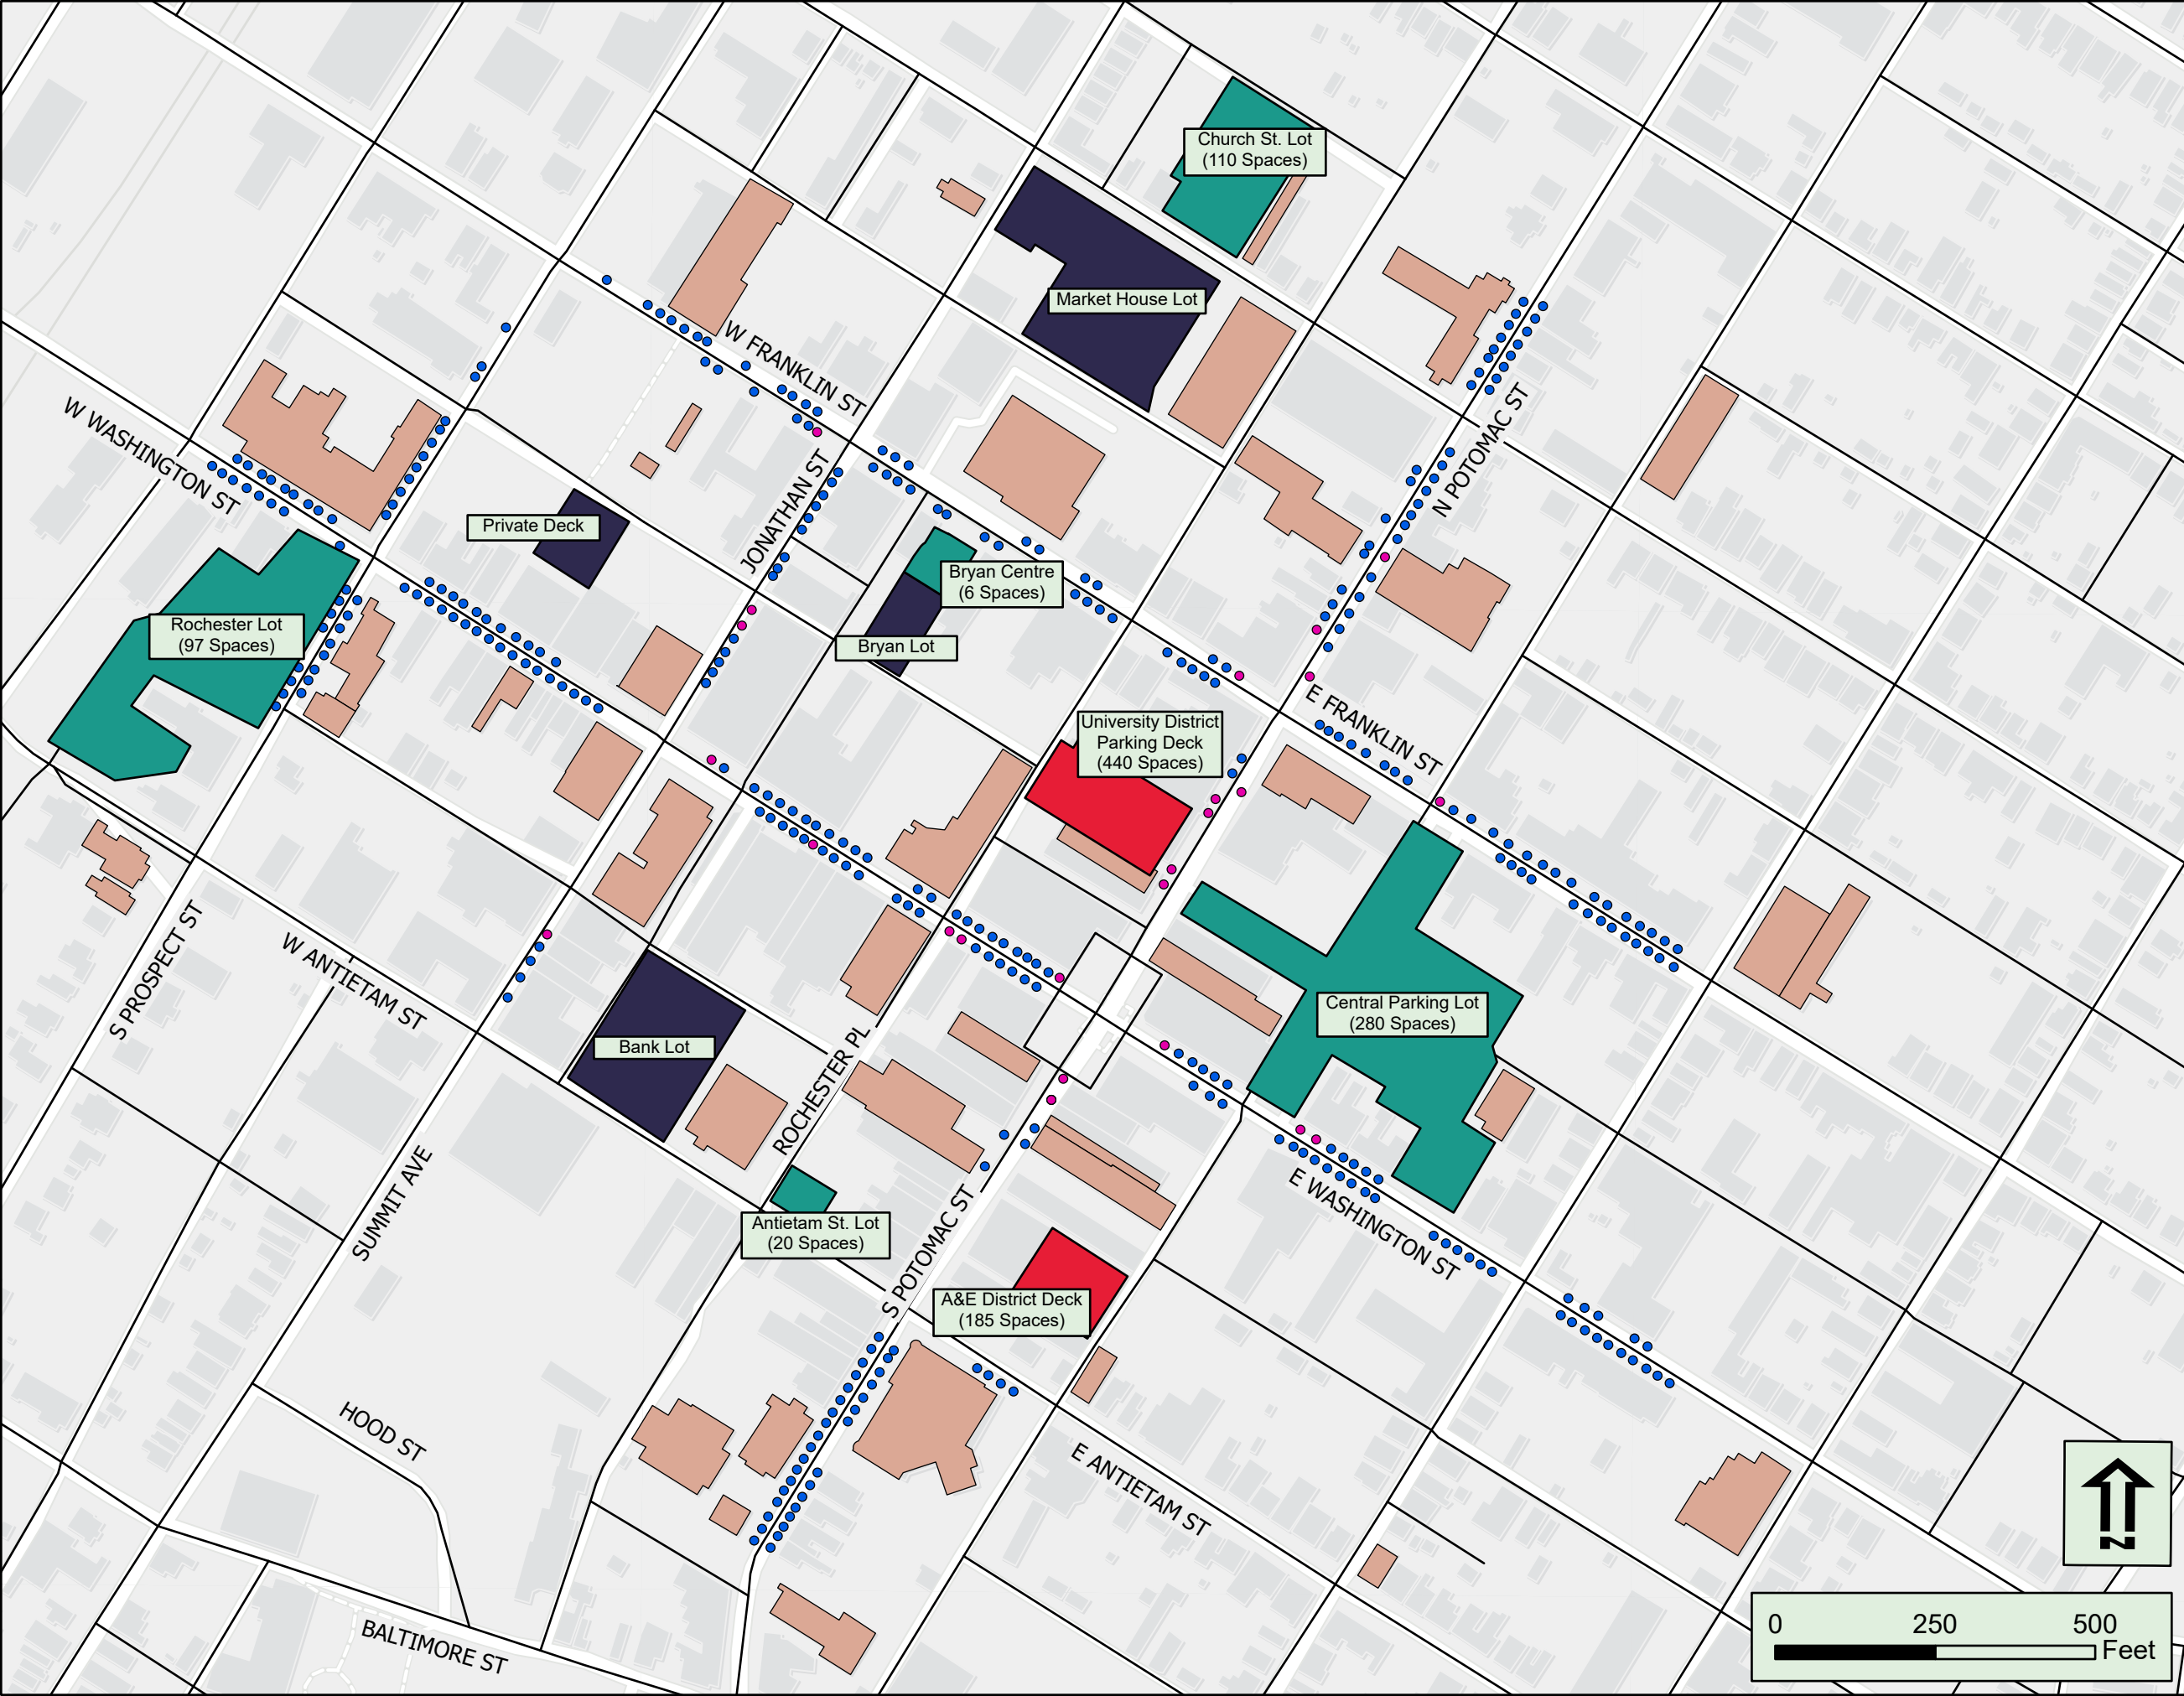 Church St. Lot
(110 Spaces)
Market House Lot
W FRANKLIN ST
N POTOMAC ST
W WASHINGTON ST
Private Deck
JONATHAN ST
Bryan Centre
(6 Spaces)
Rochester Lot
(97 Spaces)
Bryan Lot
University District
Parking Deck
(440 Spaces)
E FRANKLIN ST
S PROSPECT ST
W ANTIETAM ST
Central Parking Lot
(280 Spaces)
Bank Lot
ROCHESTER PL
SUMMIT AVE
Antietam St. Lot
(20 Spaces)
S POTOMAC ST
E WASHINGTON ST
A&E District Deck
(185 Spaces)
HOOD ST
E ANTIETAM ST
BALTIMORE ST
N
0 250 500
Feet